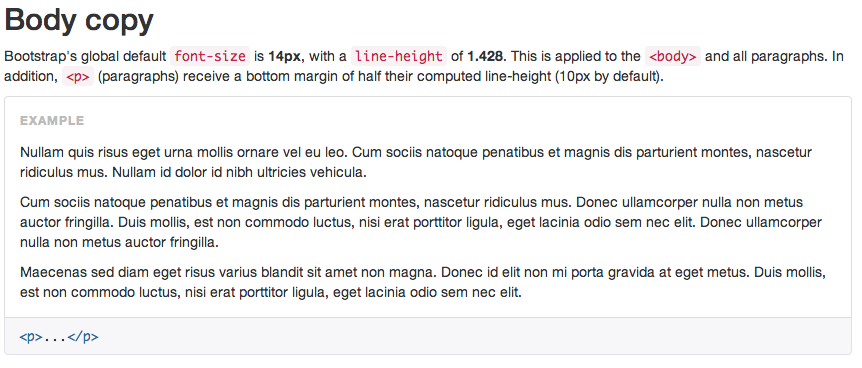 Body copy
Bootstrap's global default font-size is 14px, with a line-height of 1.428. This is applied to the <body> and all paragraphs. In
addition, <p> (paragraphs) receive a bottom margin of half their computed line-height (10px by default).
EXAMPLE
Nullam quis risus eget urna mollis ornare vel eu leo. Cum sociis natoque penatibus et magnis dis parturient montes, nascetur
ridiculus mus. Nullam id dolor id nibh ultricies vehicula.
Cum sociis natoque penatibus et magnis dis parturient montes, nascetur ridiculus mus. Donec ullamcorper nulla non metus
auctor fringilla. Duis mollis, est non commodo luctus, nisi erat porttitor ligula, eget lacinia odio sem nec elit. Donec ullamcorper
nulla non metus auctor fringilla.
Maecenas sed diam eget risus varius blandit sit amet non magna. Donec id elit non mi porta gravida at eget metus. Duis mollis,
est non commodo luctus, nisi erat porttitor ligula, eget lacinia odio sem nec elit.
<p>...</p>